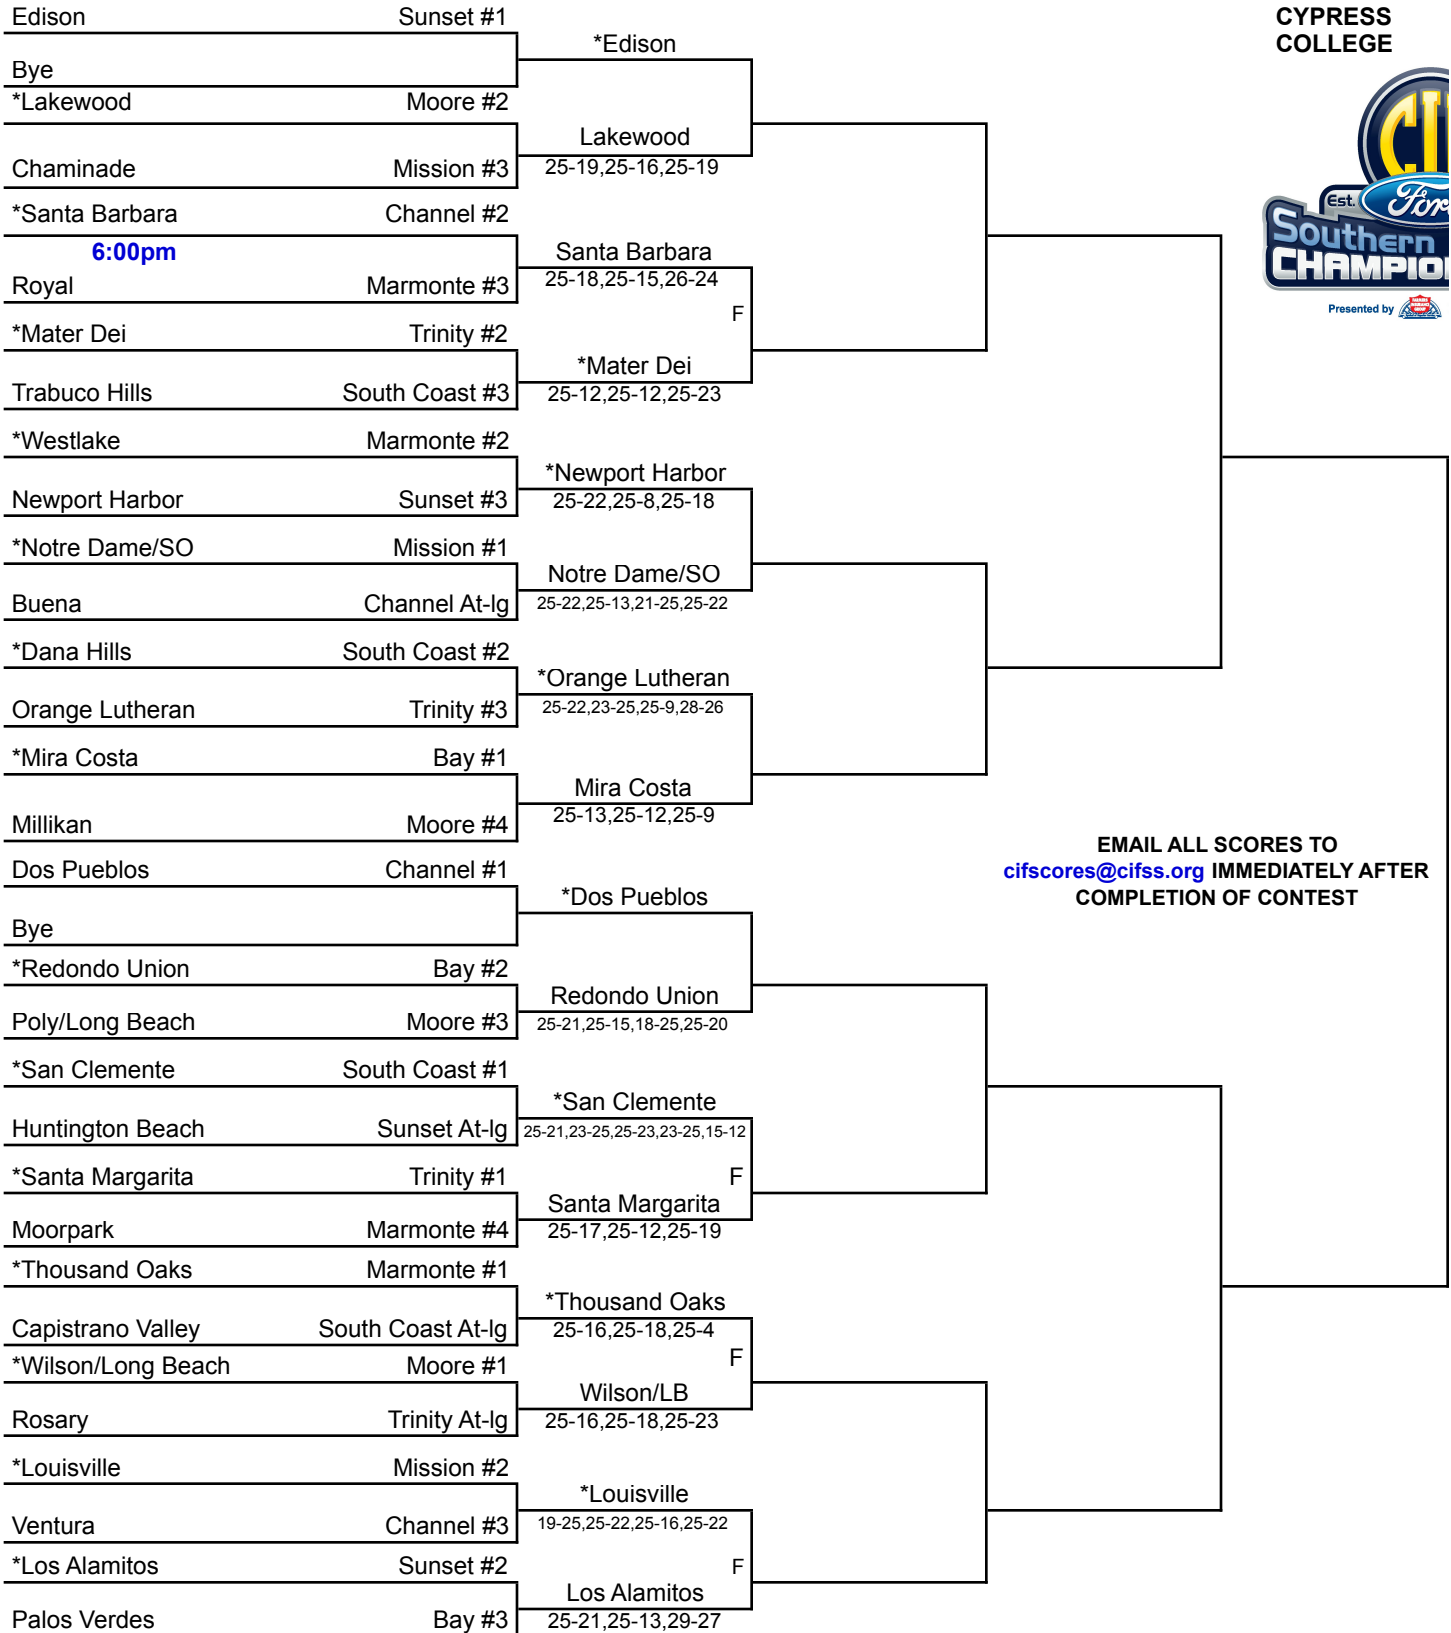 Edison Sunset #1
Bye
*Lakewood Moore #2
Chaminade Mission #3
*Santa Barbara Channel #2
6:00pm
Royal Marmonte #3
*Mater Dei Trinity #2
Trabuco Hills South Coast #3
*Westlake Marmonte #2
Newport Harbor Sunset #3
*Notre Dame/SO Mission #1
Buena Channel At-lg
*Dana Hills South Coast #2
Orange Lutheran Trinity #3
*Mira Costa Bay #1
Millikan Moore #4
Dos Pueblos Channel #1
Bye
*Redondo Union Bay #2
Poly/Long Beach Moore #3
*San Clemente South Coast #1
Huntington Beach Sunset At-lg
*Santa Margarita Trinity #1
Moorpark Marmonte #4
*Thousand Oaks Marmonte #1
Capistrano Valley South Coast At-lg
*Wilson/Long Beach Moore #1
Rosary Trinity At-lg
*Louisville Mission #2
Ventura Channel #3
*Los Alamitos Sunset #2
Palos Verdes Bay #3
*Edison
Lakewood
25-19,25-16,25-19
Santa Barbara
25-18,25-15,26-24
F
*Mater Dei
25-12,25-12,25-23
*Newport Harbor
25-22,25-8,25-18
Notre Dame/SO
25-22,25-13,21-25,25-22
*Orange Lutheran
25-22,23-25,25-9,28-26
Mira Costa
25-13,25-12,25-9
*Dos Pueblos
Redondo Union
25-21,25-15,18-25,25-20
*San Clemente
25-21,23-25,25-23,23-25,15-12
F
Santa Margarita
25-17,25-12,25-19
*Thousand Oaks
25-16,25-18,25-4
F
Wilson/LB
25-16,25-18,25-23
*Louisville
19-25,25-22,25-16,25-22
F
Los Alamitos
25-21,25-13,29-27
CYPRESS
COLLEGE
CI
Est.
For
Southern
CHAMPIO
Presented by
EMAIL ALL SCORES TO
cifscores@cifss.org IMMEDIATELY AFTER
COMPLETION OF CONTEST